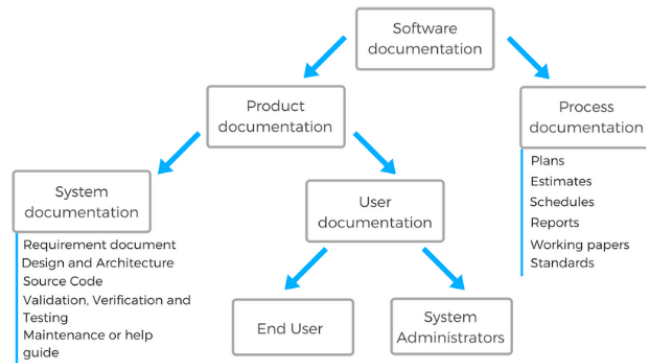 Software
documentation
Product
documentation
Process
documentation
Plans
Estimates
Schedules
Reports
Working papers
Standards
System
documentation
Requirement document
Design and Architecture
Source Code
Validation, Verification and
Testing
Maintenance or help
guide
User
documentation
End User
System
Administrators